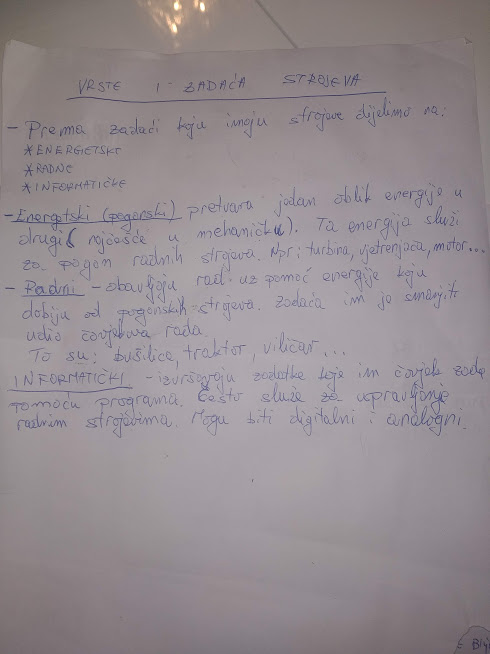 VRSTE I ZADAĆA STROJEVA
- Prema zadaći koju imaju strojeve dijelimo na:
*ENERGETSKE
*RADNE
*INFORMATIČKE
- Energetski (pogonski) pretvara jedan oblik energije u
drugi (najčešće u mehaničku). Ta energija služi
za pogon radnih strojeva. Npr: turbina, vjetrenjača, motor...
- Radni - obavljaju rad uz pomoć energije koju
dobiju od pogonskih strojeva. Zadaća im je smanjiti
udio čovjekova rada.
To su: bušilica, traktor, viličar, ...
INFORMATIČKI - izvršavaju zadatke koje im čovjek zada
pomoću programa. Često služe za upravljanje
radnim strojevima. Mogu biti digitalni i analogni.